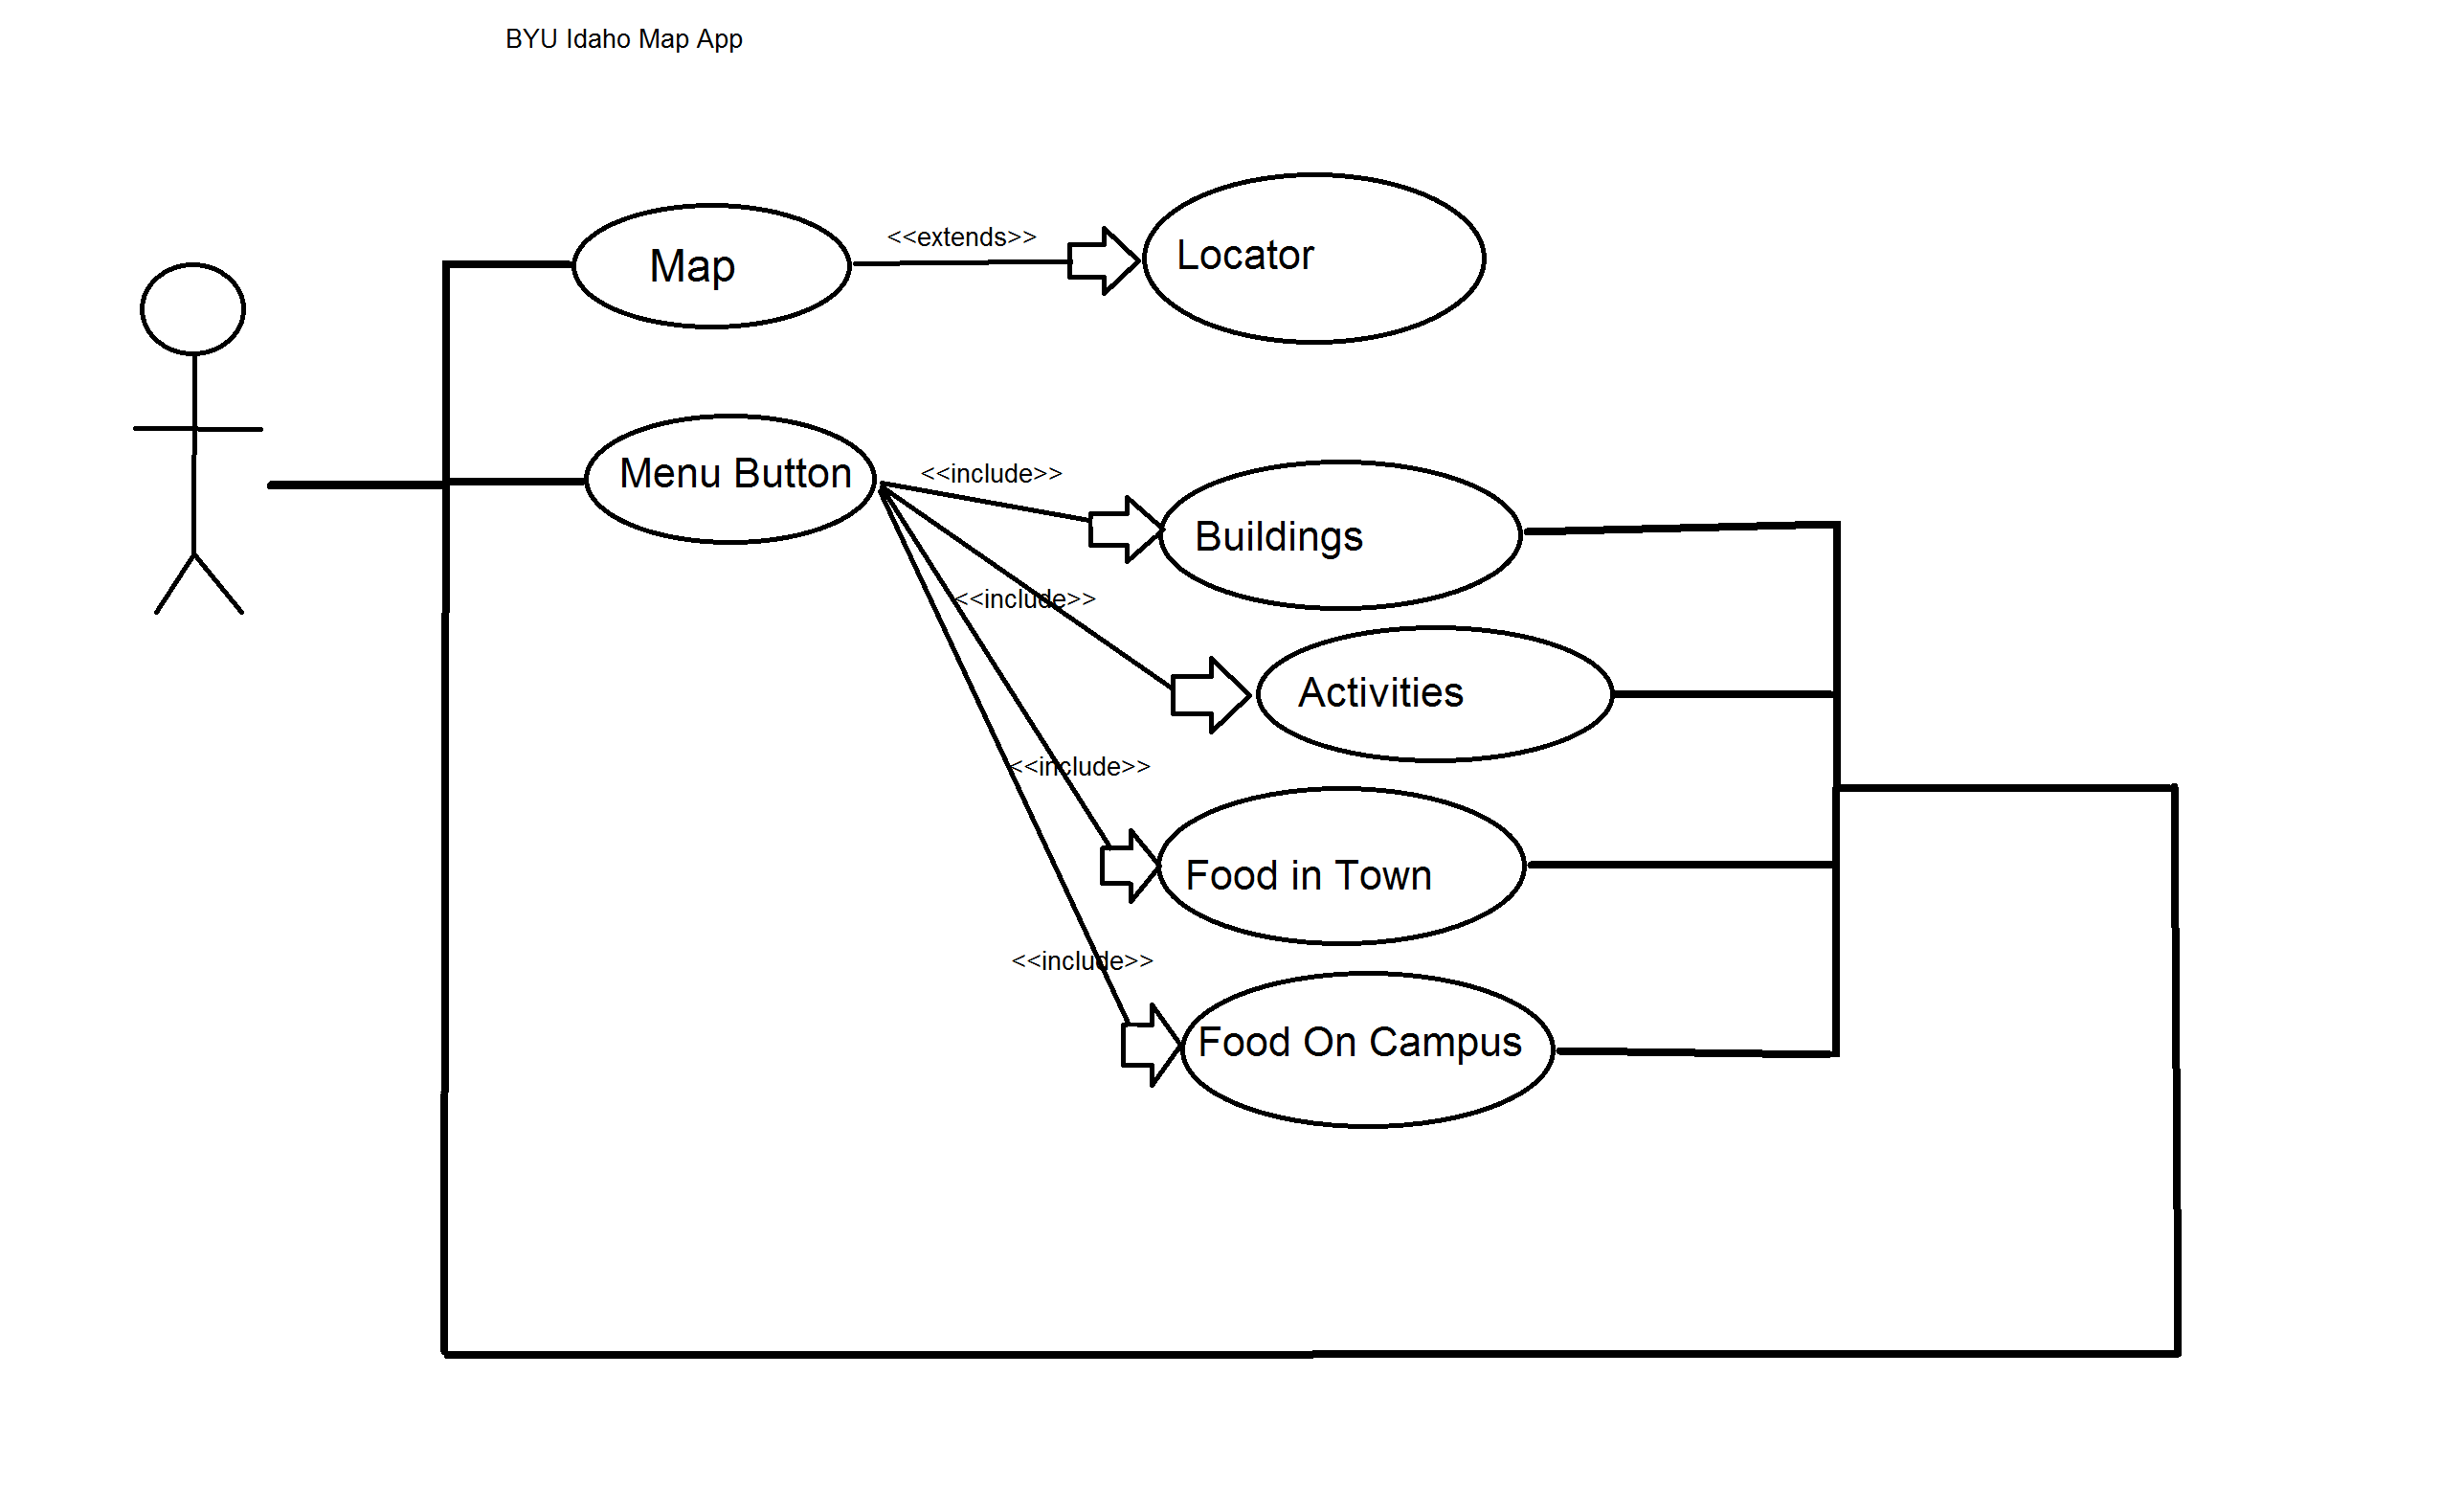 BYU Idaho Map App
Map
<<extends>>
Locator
Menu Button
<<include>>
Buildings
<<include>>
Activities
<<include>>
Food in Town
<<include>>
Food On Campus